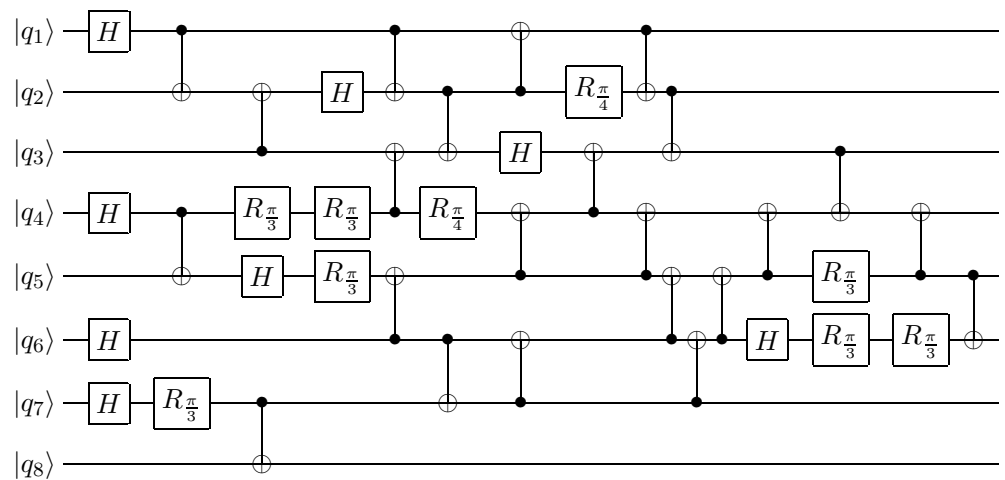 |q₁⟩ H
|q₂⟩ H R_{π/4}
|q₃⟩ H
|q₄⟩ H R_{π/3} R_{π/3} R_{π/4}
|q₅⟩ H R_{π/3} R_{π/3}
|q₆⟩ H H R_{π/3} R_{π/3}
|q₇⟩ H R_{π/3}
|q₈⟩